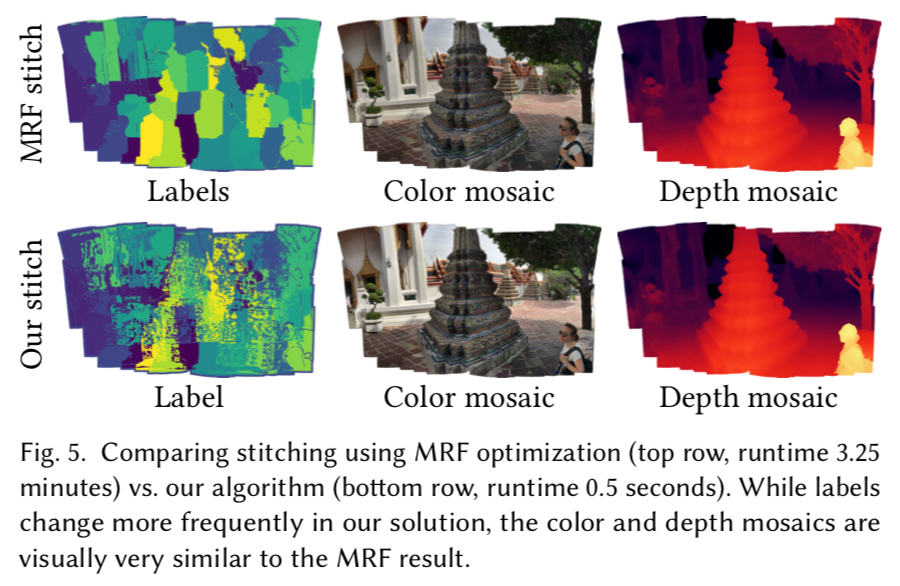 MRF stitch
Labels
Color mosaic
Depth mosaic
Our stitch
Label
Color mosaic
Depth mosaic
Fig. 5. Comparing stitching using MRF optimization (top row, runtime 3.25
minutes) vs. our algorithm (bottom row, runtime 0.5 seconds). While labels
change more frequently in our solution, the color and depth mosaics are
visually very similar to the MRF result.